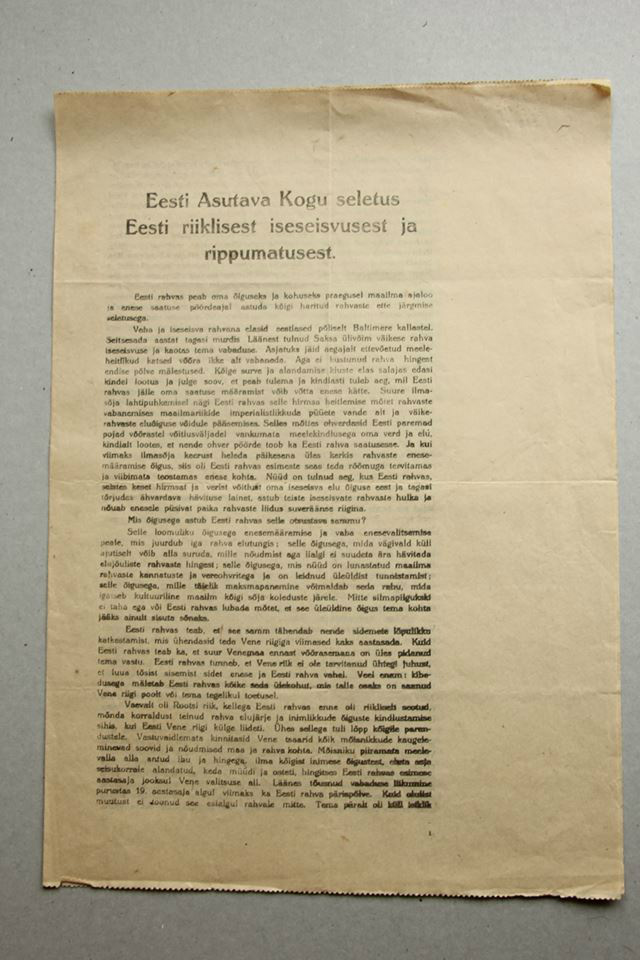 Eesti Asutava Kogu seletus
Eesti riiklisest iseseisvusest ja
rippumatusest.
Eesti rahvas peab oma õiguseks ja kohuseks praegusel maailma ajaloo
ja enese saatuse pöördeajal astuda kõigi haritud rahvaste ette järgmise
seletusega.
Vaba ja iseseisva rahvana elasid eestlased põliselt Baltimere kallastel.
Seitsesada aastat tagasi murdis Läänest tulnud Saksa ülivõim väikese rahva
iseseisvuse ja kaotas tema vabaduse. Asjatuks jäid aegajalt ettevõetud meele-
heitlikud katsed võõra ikke alt vabaneda. Aga ei kustunud rahva hingest
endise põlve mälestused. Kõige surve ja alandamise kiuste elas salajas edasi
kindel lootus ja julge soov, et peab tulema ja kindlasti tuleb aeg, mil Eesti
rahvas jälle oma saatuse määramist võib võtta enese kätte. Suure ilma-
sõja lahtipuhkemisel nägi Eesti rahvas selle hirmsa heitlemise mõtet rahvaste
vabanemises maailmariikide imperialistlikkude püüete vande alt ja väike-
rahvaste eluõiguse võidule pääsemises. Selles mõttes ohverdasid Eesti paremad
pojad võõrastel võitlusväljadel vankumata meelekindlusega oma verd ja elu,
kindlalt lootes, et nende ohver pöörde toob ka Eesti rahva saatusesse. Ja kui
viimaks ilmasõja keerust heleda päikesena üles kerkis rahvaste enese-
määramise õigus, siis oli Eesti rahvas esimeste seas teda rõõmuga tervitamas
ja viibimata teostamas enese kohta. Nüüd on tulnud aeg, kus Eesti rahvas,
seistes keset hirmsat ja verist võitlust oma iseseisva elu õiguse eest ja tagasi
tõrjudes ähvardava hävituse lainet, astub teiste iseseisvate rahvaste hulka ja
nõuab enesele püsivat paika rahvaste liidus suveräänse riigina.
Mis õigusega astub Eesti rahvas selle otsustava sammu?
Selle loomuliku õigusega enesemääramise ja vaba enesevalitsemise
peale, mis juurdub iga rahva elutungis; selle õigusega, mida vägivald küll
ajutiselt võib alla suruda, mille nõudmist aga iialgi ei suudeta ära hävitada
elujõuliste rahvaste hingest; selle õigusega, mis nüüd on lunastatud maailma
rahvaste kannatuste ja vereohvritega ja on leidnud üleüldist tunnistamist;
selle õigusega, mille täielik maksmapanemine võimaldab seda rahu, mida
igatseb kultuuriline maailm kõigi sõja koleduste järele. Mitte silmapilgukski
ei taha ega või Eesti rahvas lubada mõtet, et see üleüldine õigus tema kohta
jääks ainult sisuta sõnaks.
Eesti rahvas teab, et see samm tähendab nende sidemete lõpulikku
katkestamist, mis ühendasid teda Vene riigiga viimased kaks aastasada. Kuid
Eesti rahvas teab ka, et suur Venemaa ennast võõrasemana on üles pidanud
tema vastu. Eesti rahvas tunneb, et Vene riik ei ole tarvitanud ühtegi juhust,
et luua tõsist sisemist sidet enese ja Eesti rahva vahel. Veel enam: kibe-
dusega mäletab Eesti rahvas kõike seda ülekohut, mis talle osaks on saanud
Vene riigi poolt või tema tegelikul toetusel.
Vaevalt oli Rootsi riik, kellega Eesti rahvas enne oli riikliselt seotud,
mõnda korraldust teinud rahva elujärje ja inimlikkude õiguste kindlustamise
sihis, kui Eesti Vene riigi külge liideti. Ühes sellega tuli lõpp kõigile paren-
dustele. Vastuvaidlemata kinnitasid Vene tsaarid kõik mõisnikkude kaugele-
minevad soovid ja nõudmised maa ja rahva kohta. Mõisniku piiramata meele-
valla alla antud ihu ja hingega, ilma kõigist inimese õigustest, eluta asja
seisukorrale alandatud, keda müüdi ja osteti, hingitses Eesti rahvas esimese
aastasaja jooksul Vene valitsuse all. Läänes tõusnud vabaduse liikumine
purustas 19. aastasaja algul viimaks ka Eesti rahva pärispõlve. Kuid olulist
muutust ei toonud see esialgul rahvale mitte. Tema päralt oli küll isiklik
1